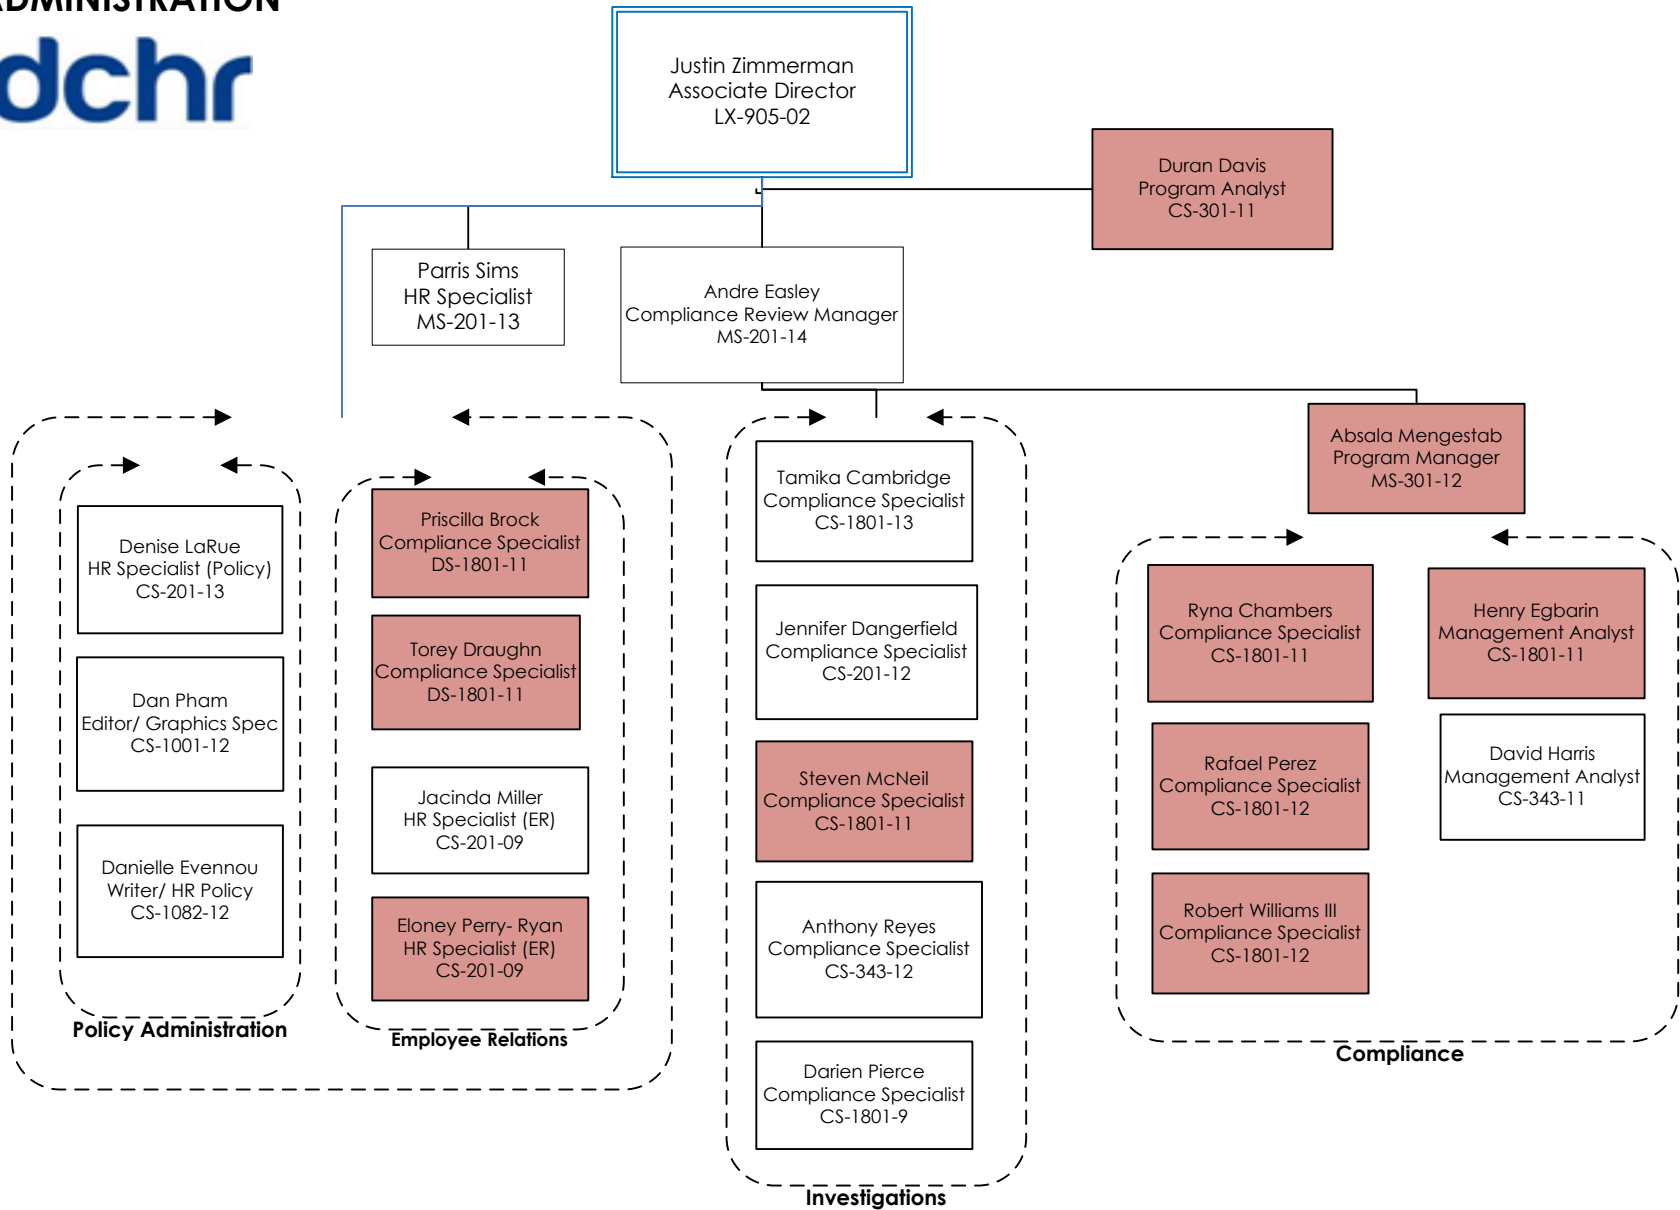 ADMINISTRATION
dchr
Justin Zimmerman
Associate Director
LX-905-02
Duran Davis
Program Analyst
CS-301-11
Parris Sims
HR Specialist
MS-201-13
Andre Easley
Compliance Review Manager
MS-201-14
Absala Mengestab
Program Manager
MS-301-12
Denise LaRue
HR Specialist (Policy)
CS-201-13
Dan Pham
Editor/ Graphics Spec
CS-1001-12
Danielle Evennou
Writer/ HR Policy
CS-1082-12
Policy Administration
Priscilla Brock
Compliance Specialist
DS-1801-11
Torey Draughn
Compliance Specialist
DS-1801-11
Jacinda Miller
HR Specialist (ER)
CS-201-09
Eloney Perry- Ryan
HR Specialist (ER)
CS-201-09
Employee Relations
Tamika Cambridge
Compliance Specialist
CS-1801-13
Jennifer Dangerfield
Compliance Specialist
CS-201-12
Steven McNeil
Compliance Specialist
CS-1801-11
Anthony Reyes
Compliance Specialist
CS-343-12
Darien Pierce
Compliance Specialist
CS-1801-9
Investigations
Ryna Chambers
Compliance Specialist
CS-1801-11
Rafael Perez
Compliance Specialist
CS-1801-12
Robert Williams III
Compliance Specialist
CS-1801-12
Henry Egbarin
Management Analyst
CS-1801-11
David Harris
Management Analyst
CS-343-11
Compliance